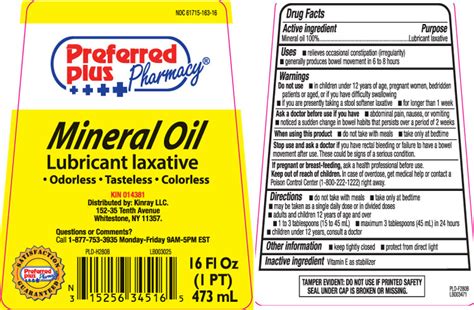 NDC 61715-163-16
Preferred
Plus Pharmacy®
Mineral Oil
Lubricant laxative
• Odorless • Tasteless • Colorless
KIN 014381
Distributed by: Kinray LLC.
152-35 Tenth Avenue
Whitestone, NY 11357.
Questions or Comments?
Call 1-877-753-3935 Monday-Friday 9AM-5PM EST
PLD-H280B LB003025
SATISFACTION
Preferred
Plus
GUARANTEED
N 3 15256 34516 5
16 Fl Oz
(1 PT)
473 mL
Drug Facts
Active ingredient Purpose
Mineral oil 100% Lubricant laxative
Uses ■ relieves occasional constipation (irregularity)
■ generally produces bowel movement in 6 to 8 hours
Warnings
Do not use ■ in children under 12 years of age, pregnant women, bedridden
patients or aged, or if you have difficulty swallowing
■ if you are presently taking a stool softener laxative ■ for longer than 1 week
Ask a doctor before use if you have ■ abdominal pain, nausea, or vomiting
■ noticed a sudden change in bowel habits that persists over a period of 2 weeks
When using this product ■ do not take with meals ■ take only at bedtime
Stop use and ask a doctor if you have rectal bleeding or failure to have a bowel
movement after use. These could be signs of a serious condition.
If pregnant or breast-feeding, ask a health professional before use.
Keep out of reach of children. In case of overdose, get medical help or contact a
Poison Control Center (1-800-222-1222) right away.
Directions ■ do not take with meals ■ take only at bedtime
■ may be taken as a single daily dose or in divided doses
■ adults and children 12 years of age and over
■ 1 to 3 tablespoons (15 to 45 mL) ■ maximum 3 tablespoons (45 mL) in 24 hours
■ children under 12 years, consult a doctor
Other information ■ keep tightly closed ■ protect from direct light
Inactive ingredient Vitamin E as stabilizer
TAMPER EVIDENT: DO NOT USE IF PRINTED SAFETY
SEAL UNDER CAP IS BROKEN OR MISSING.
PLD-F280B
LB003471